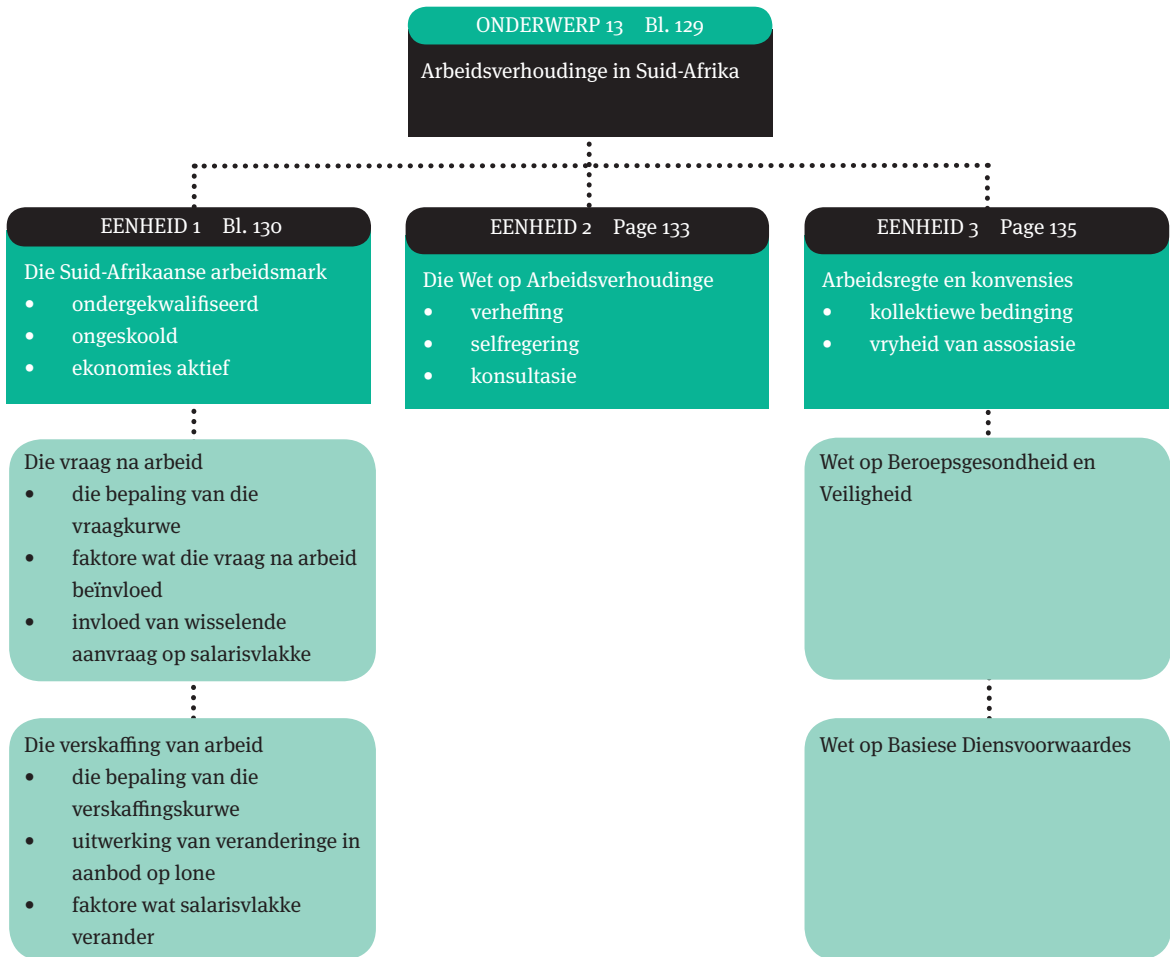 ONDERWERP 13 Bl. 129
Arbeidsverhoudinge in Suid-Afrika
EENHEID 1 Bl. 130
Die Suid-Afrikaanse arbeidsmark
• ondergekwalifiseerd
• ongeskoold
• ekonomies aktief
Die vraag na arbeid
• die bepaling van die
vraagkurwe
• faktore wat die vraag na arbeid
beïnvloed
• invloed van wisselende
aanvraag op salarisvlakke
Die verskaffing van arbeid
• die bepaling van die
verskaffingskurwe
• uitwerking van veranderinge in
aanbod op lone
• faktore wat salarisvlakke
verander
EENHEID 2 Page 133
Die Wet op Arbeidsverhoudinge
• verheffing
• selfregering
• konsultasie
EENHEID 3 Page 135
Arbeidsregte en konvensies
• kollektiewe bedinging
• vryheid van assosiasie
Wet op Beroepsgesondheid en
Veiligheid
Wet op Basiese Diensvoorwaardes